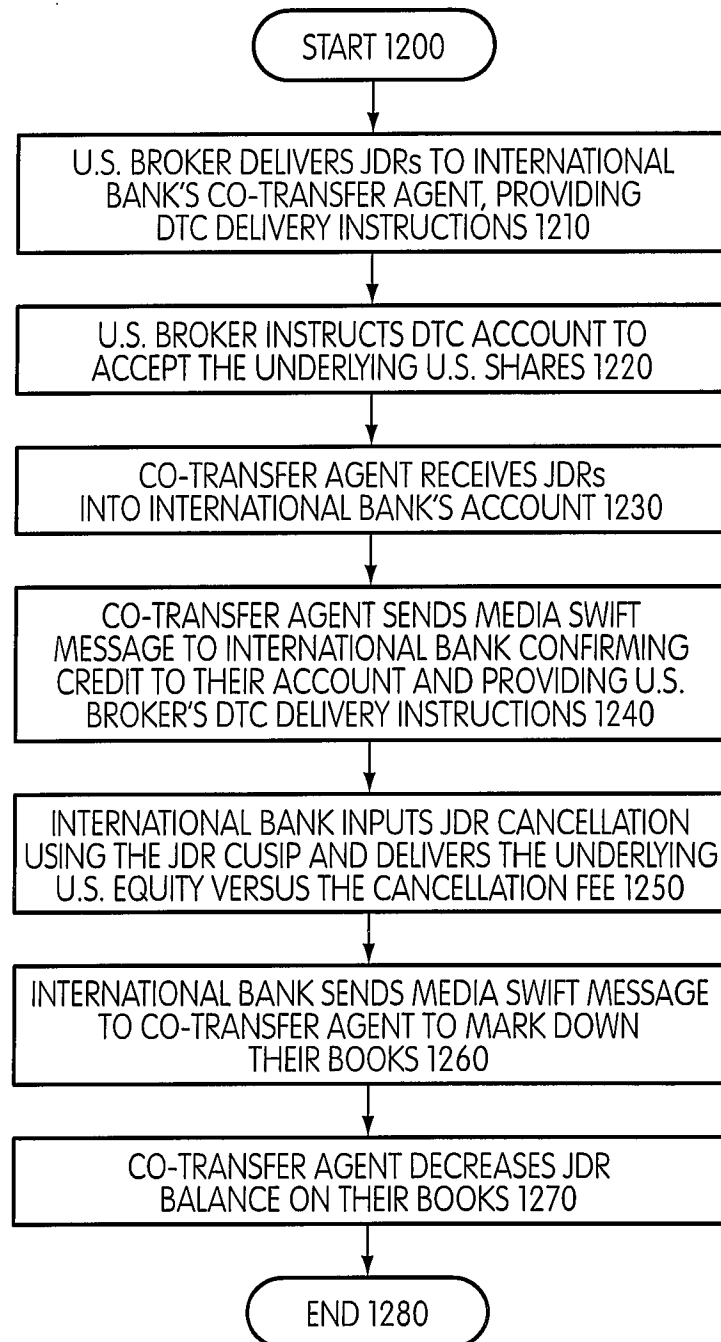 START 1200
U.S. BROKER DELIVERS JDRs TO INTERNATIONAL
BANK'S CO-TRANSFER AGENT, PROVIDING
DTC DELIVERY INSTRUCTIONS 1210
U.S. BROKER INSTRUCTS DTC ACCOUNT TO
ACCEPT THE UNDERLYING U.S. SHARES 1220
CO-TRANSFER AGENT RECEIVES JDRs
INTO INTERNATIONAL BANK'S ACCOUNT 1230
CO-TRANSFER AGENT SENDS MEDIA SWIFT
MESSAGE TO INTERNATIONAL BANK CONFIRMING
CREDIT TO THEIR ACCOUNT AND PROVIDING U.S.
BROKER'S DTC DELIVERY INSTRUCTIONS 1240
INTERNATIONAL BANK INPUTS JDR CANCELLATION
USING THE JDR CUSIP AND DELIVERS THE UNDERLYING
U.S. EQUITY VERSUS THE CANCELLATION FEE 1250
INTERNATIONAL BANK SENDS MEDIA SWIFT MESSAGE
TO CO-TRANSFER AGENT TO MARK DOWN
THEIR BOOKS 1260
CO-TRANSFER AGENT DECREASES JDR
BALANCE ON THEIR BOOKS 1270
END 1280